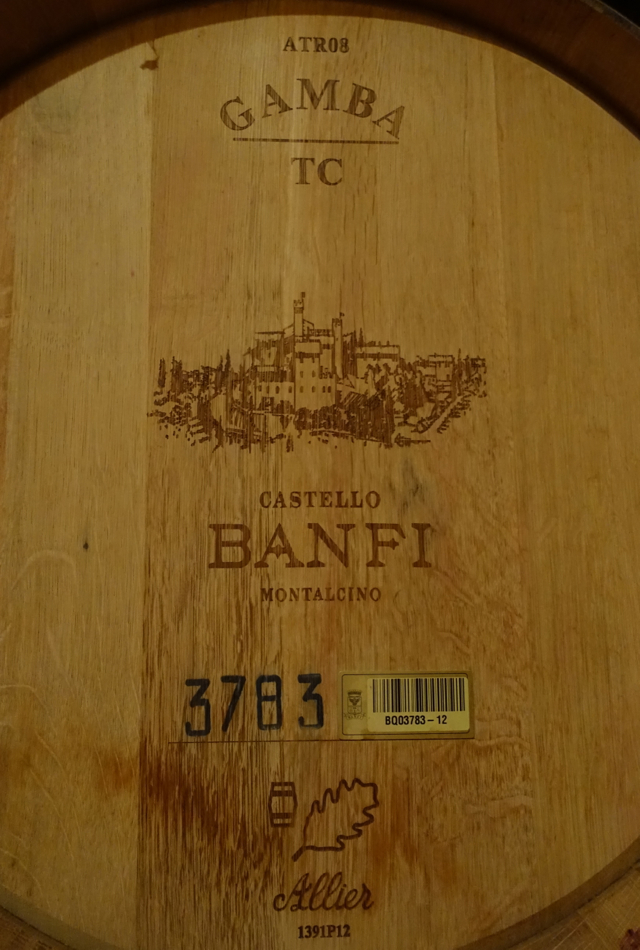 ATR08
GAMBA
TC
CASTELLO
BANFI
MONTALCINO
3783
BQ03783-12
Allier
1391P12